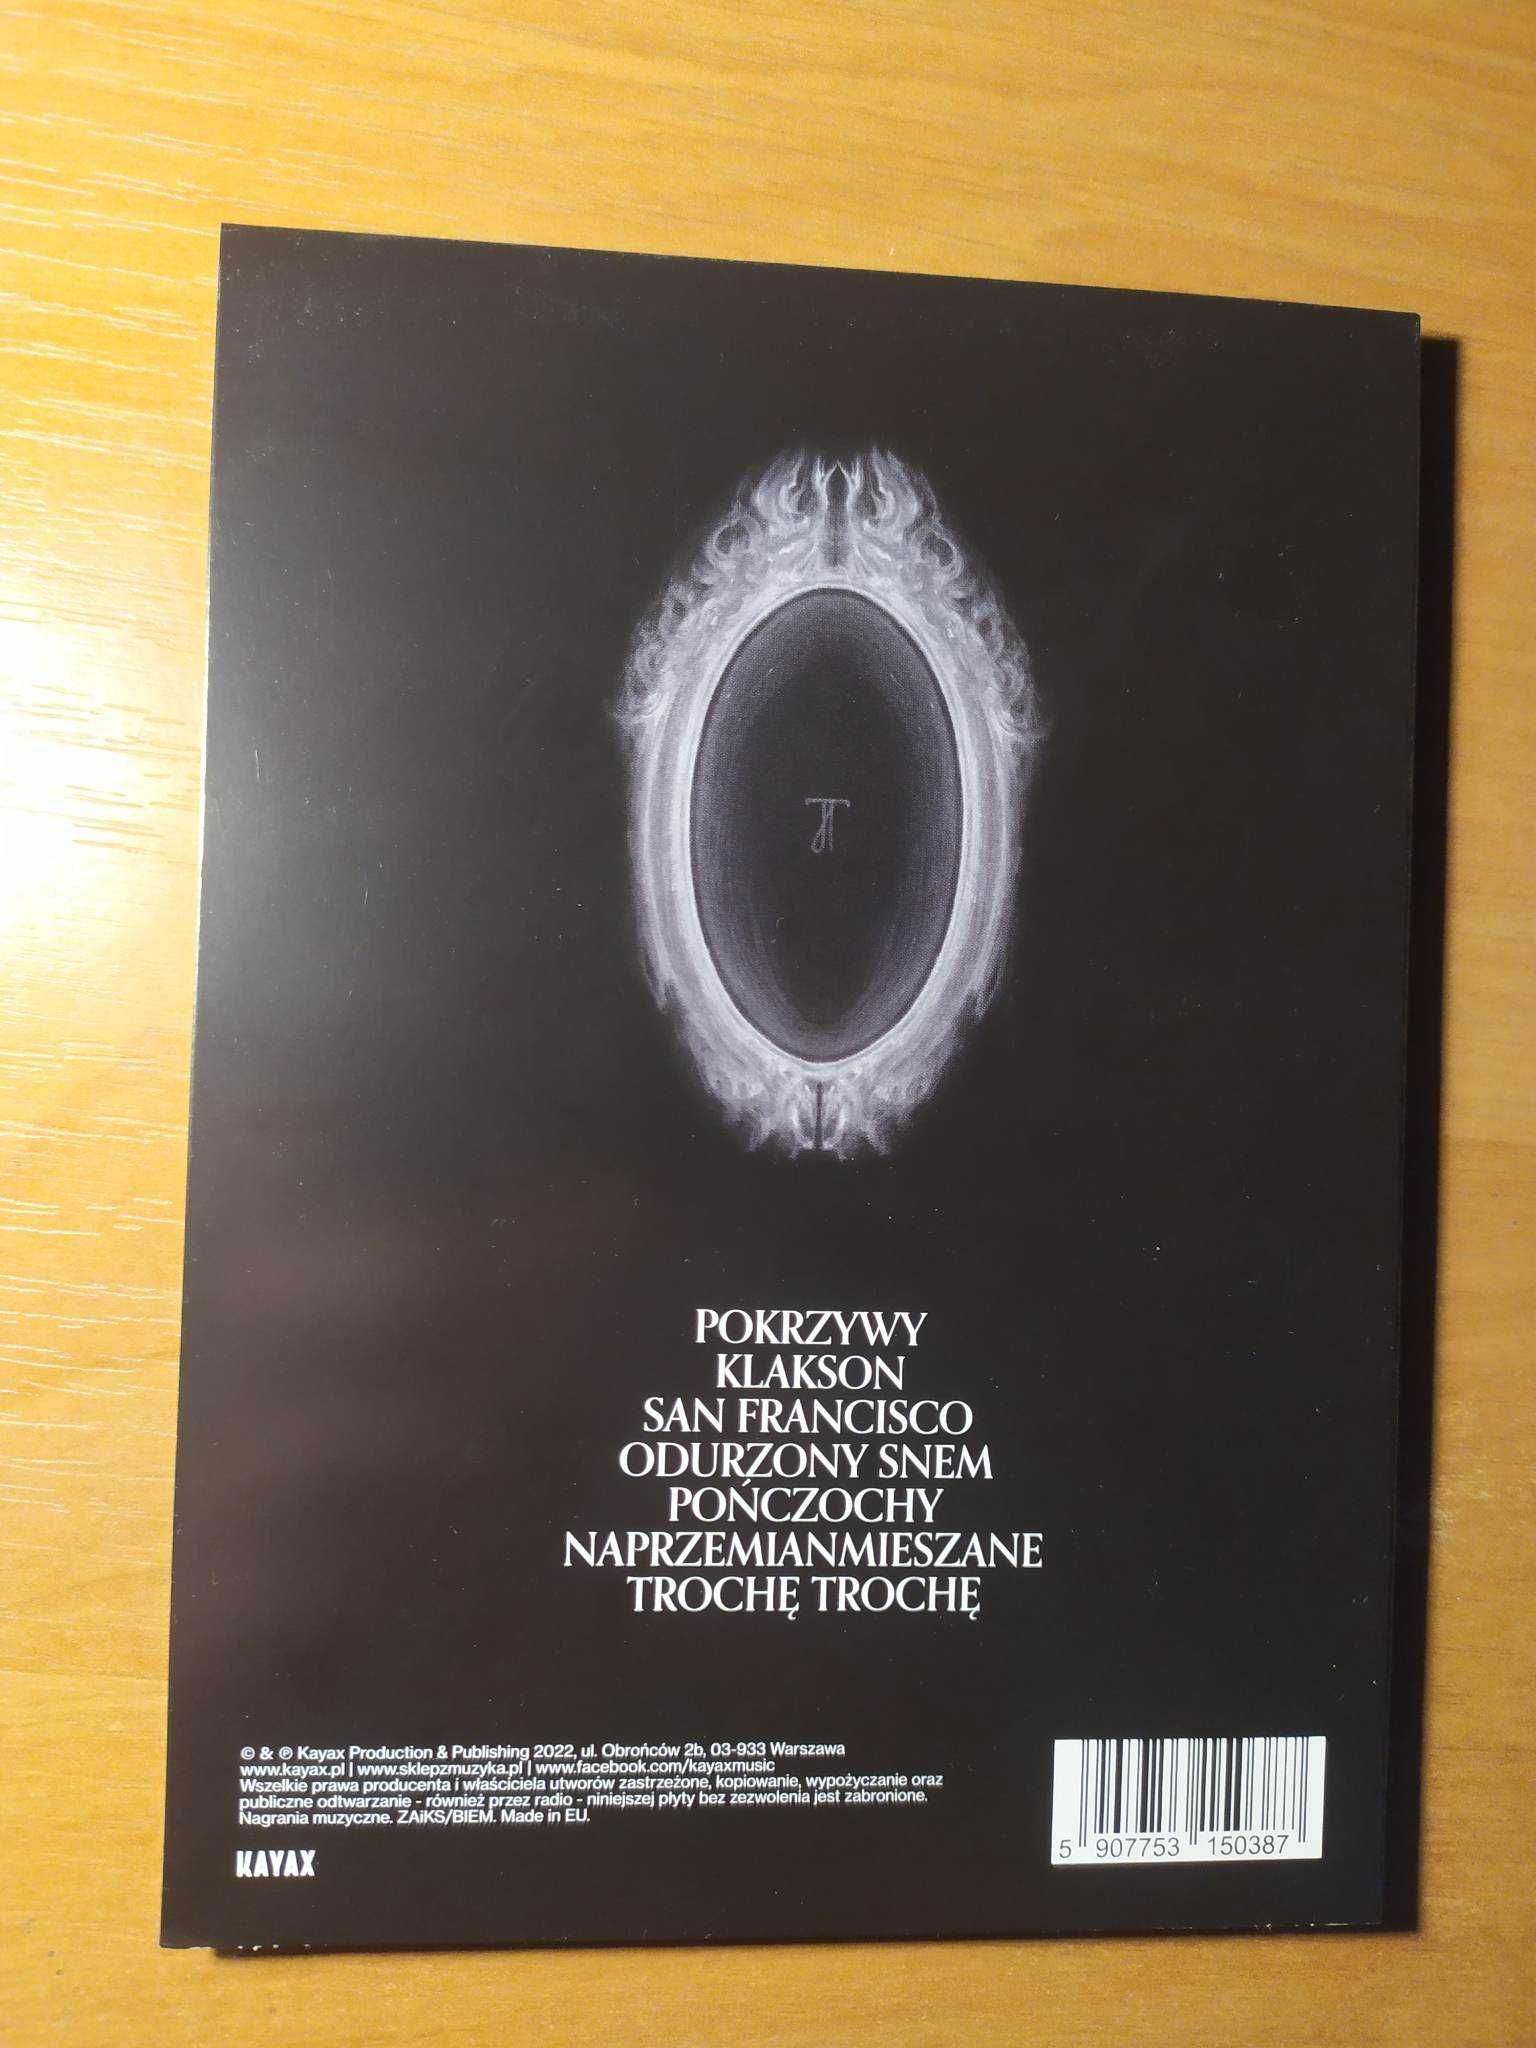 POKRZYWY
KLAKSON
SAN FRANCISCO
ODURZONY SNEM
POŃCZOCHY
NAPRZEMIANMIESZANE
TROCHĘ TROCHĘ
© & ℗ Kayax Production & Publishing 2022, ul. Obrońców 2b, 03-933 Warszawa
www.kayax.pl | www.sklepzmuzyka.pl | www.facebook.com/kayaxmusic
Wszelkie prawa producenta i właściciela utworów zastrzeżone, kopiowanie, wypożyczanie oraz
publiczne odtwarzanie - również przez radio - niniejszej płyty bez zezwolenia jest zabronione.
Nagrania muzyczne. ZAiKS/BIEM. Made in EU.
KAYAX
5 907753 150387